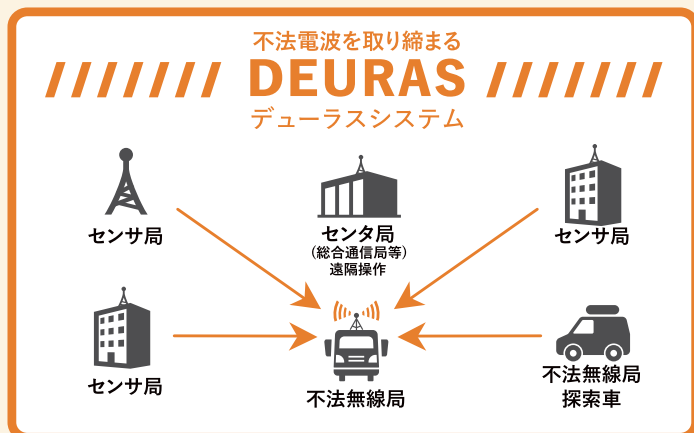 不法電波を取り締まる
DEURAS
デューラスシステム
センサ局
センタ局
(総合通信局等)
遠隔操作
センサ局
センサ局
不法無線局
不法無線局
探索車